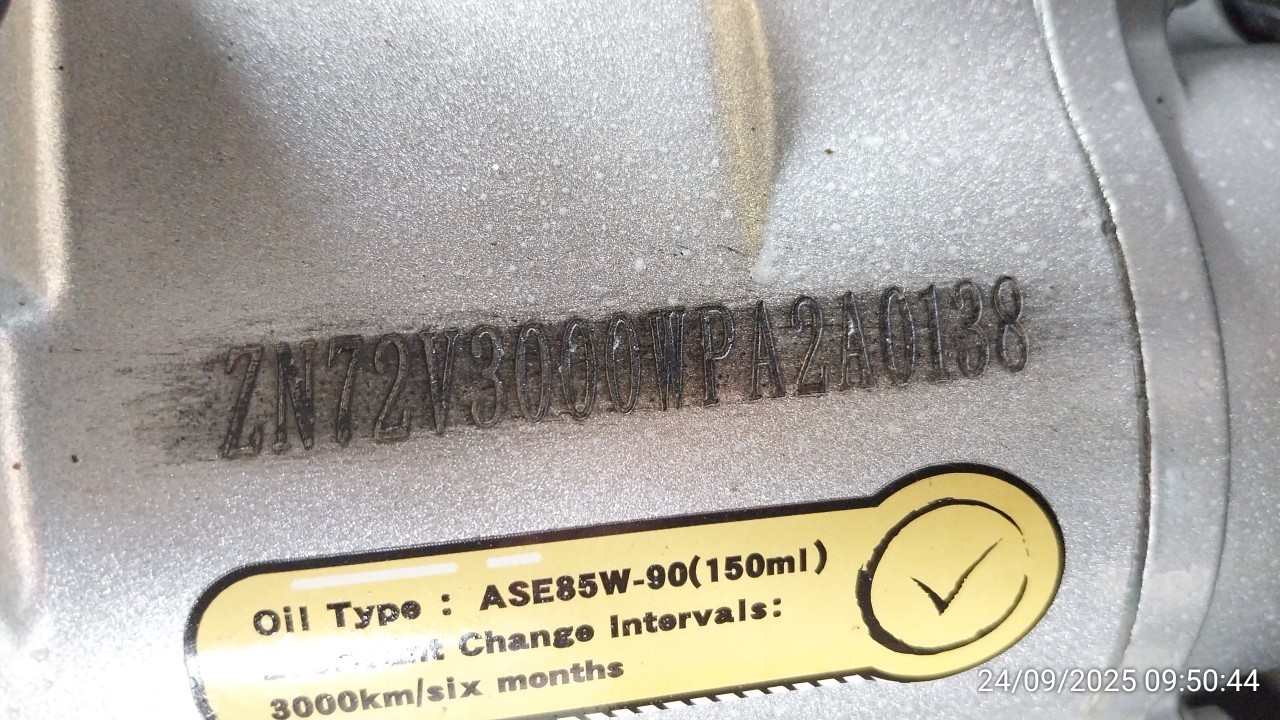 ZN72V3000WPA2A0138
Oil Type : ASE85W-90(150ml)
Change Intervals:
3000km/six months
24/09/2025 09:50:44